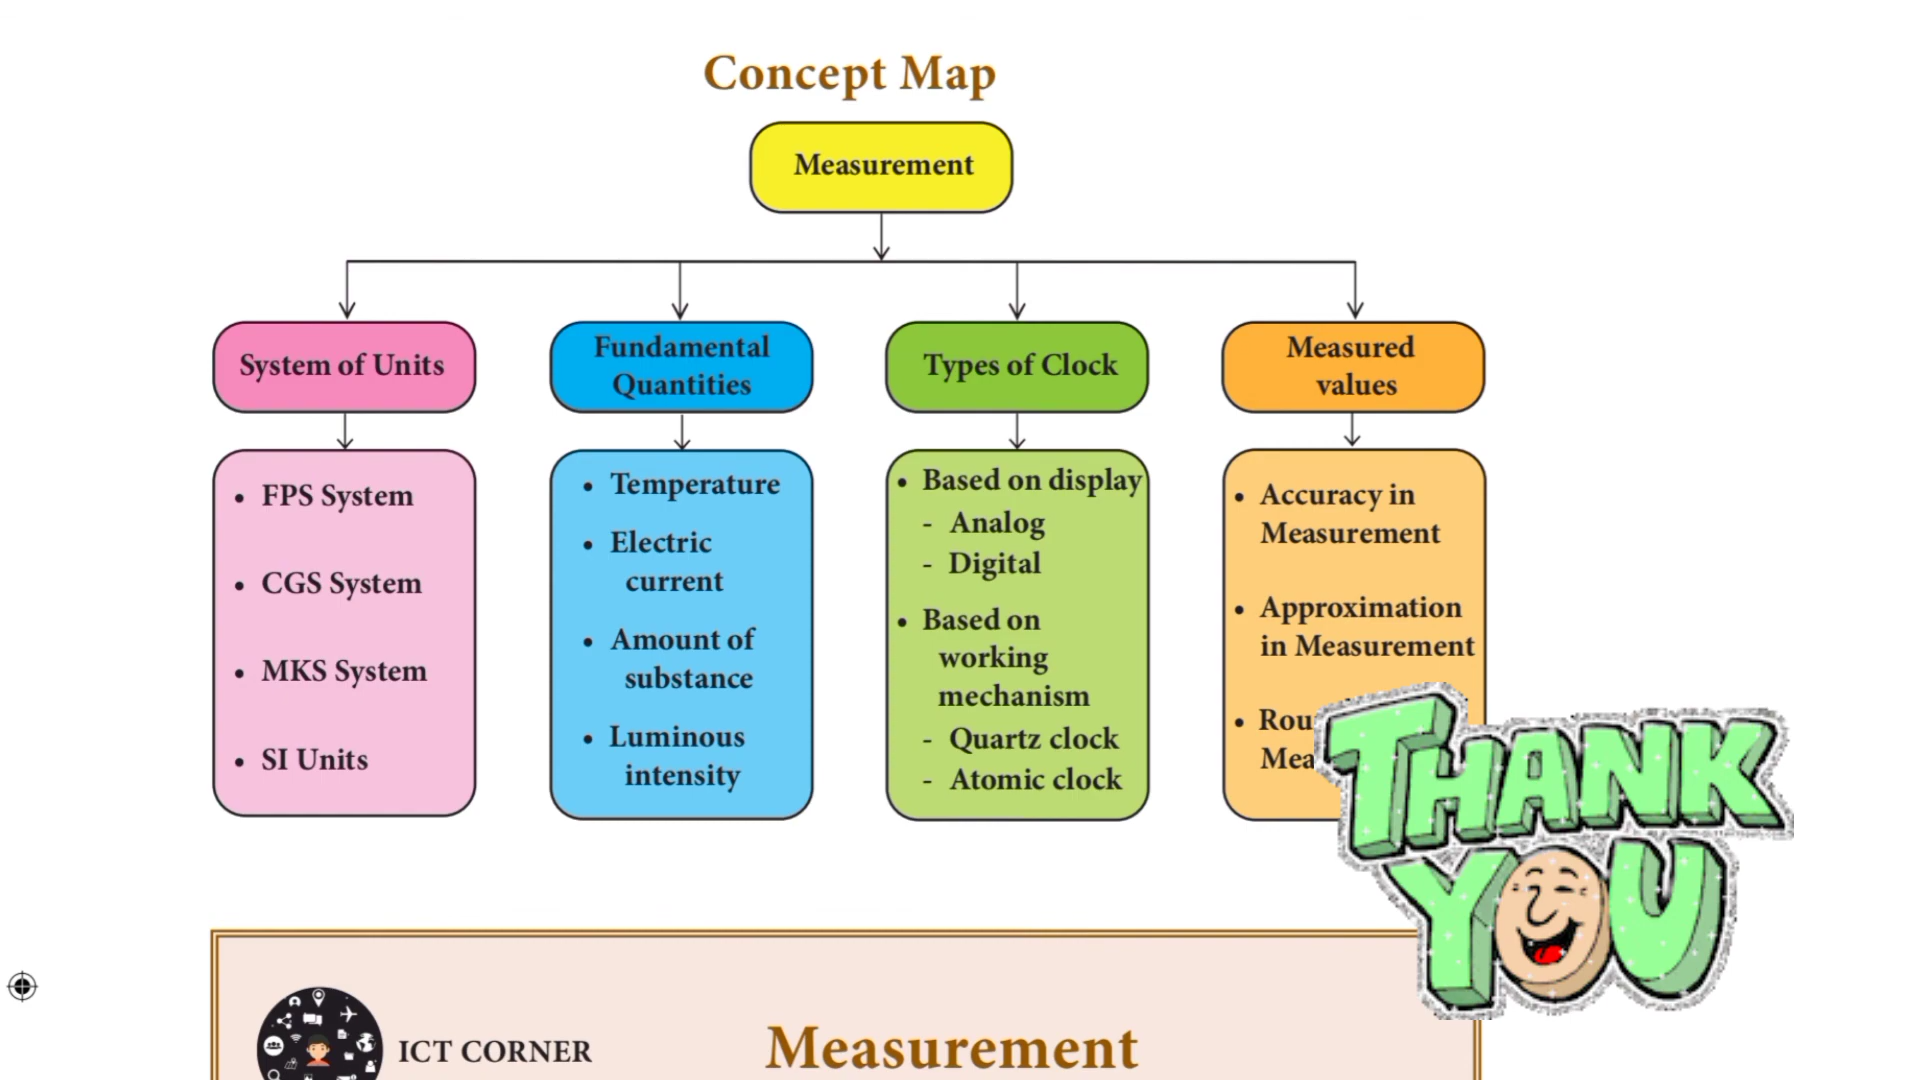 Concept Map
Measurement
System of Units
Fundamental
Quantities
Types of Clock
Measured
values
• FPS System
• CGS System
• MKS System
• SI Units
• Temperature
• Electric
current
• Amount of
substance
• Luminous
intensity
• Based on display
- Analog
- Digital
• Based on
working
mechanism
- Quartz clock
- Atomic clock
• Accuracy in
Measurement
• Approximation
in Measurement
THANK
YOU
ICT CORNER
Measurement